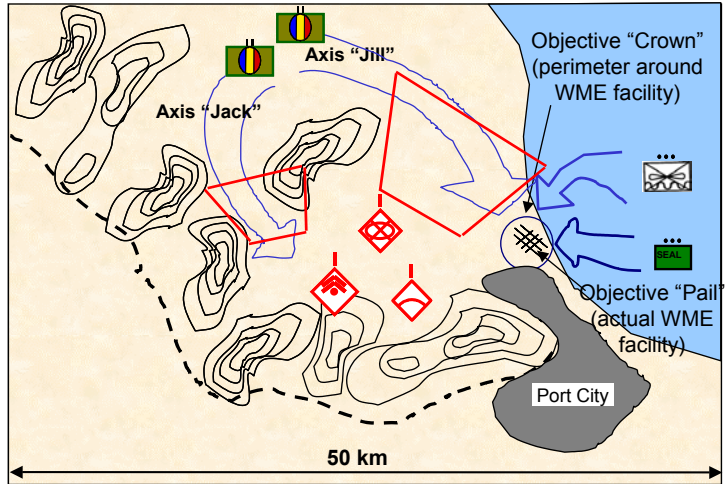 Axis “Jill”
Objective “Crown”
(perimeter around
WME facility)
Axis “Jack”
SEAL
Objective “Pail”
(actual WME
facility)
Port City
50 km